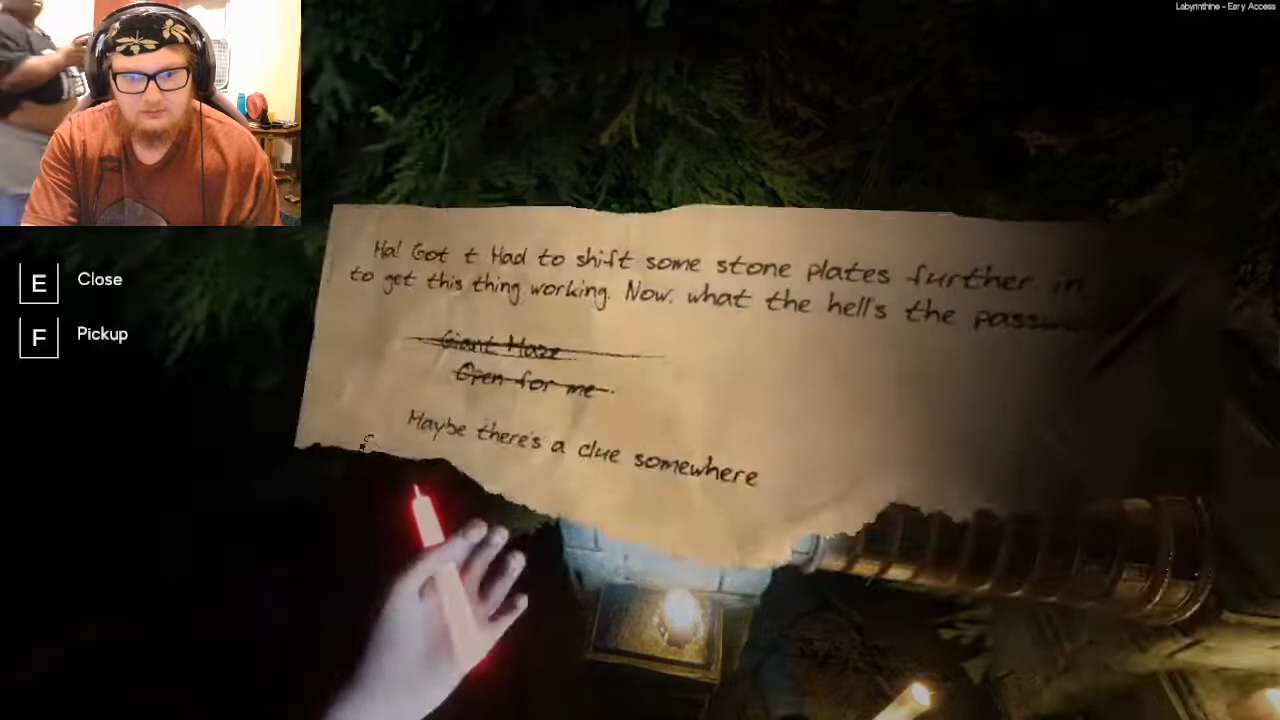 Labyrinthine - Eary Access
E Close
F Pickup
Ha! Got t Had to shift some stone plates further in
to get this thing working. Now. what the hell's the
Giant Maze
Open for me.
Maybe there's a clue somewhere